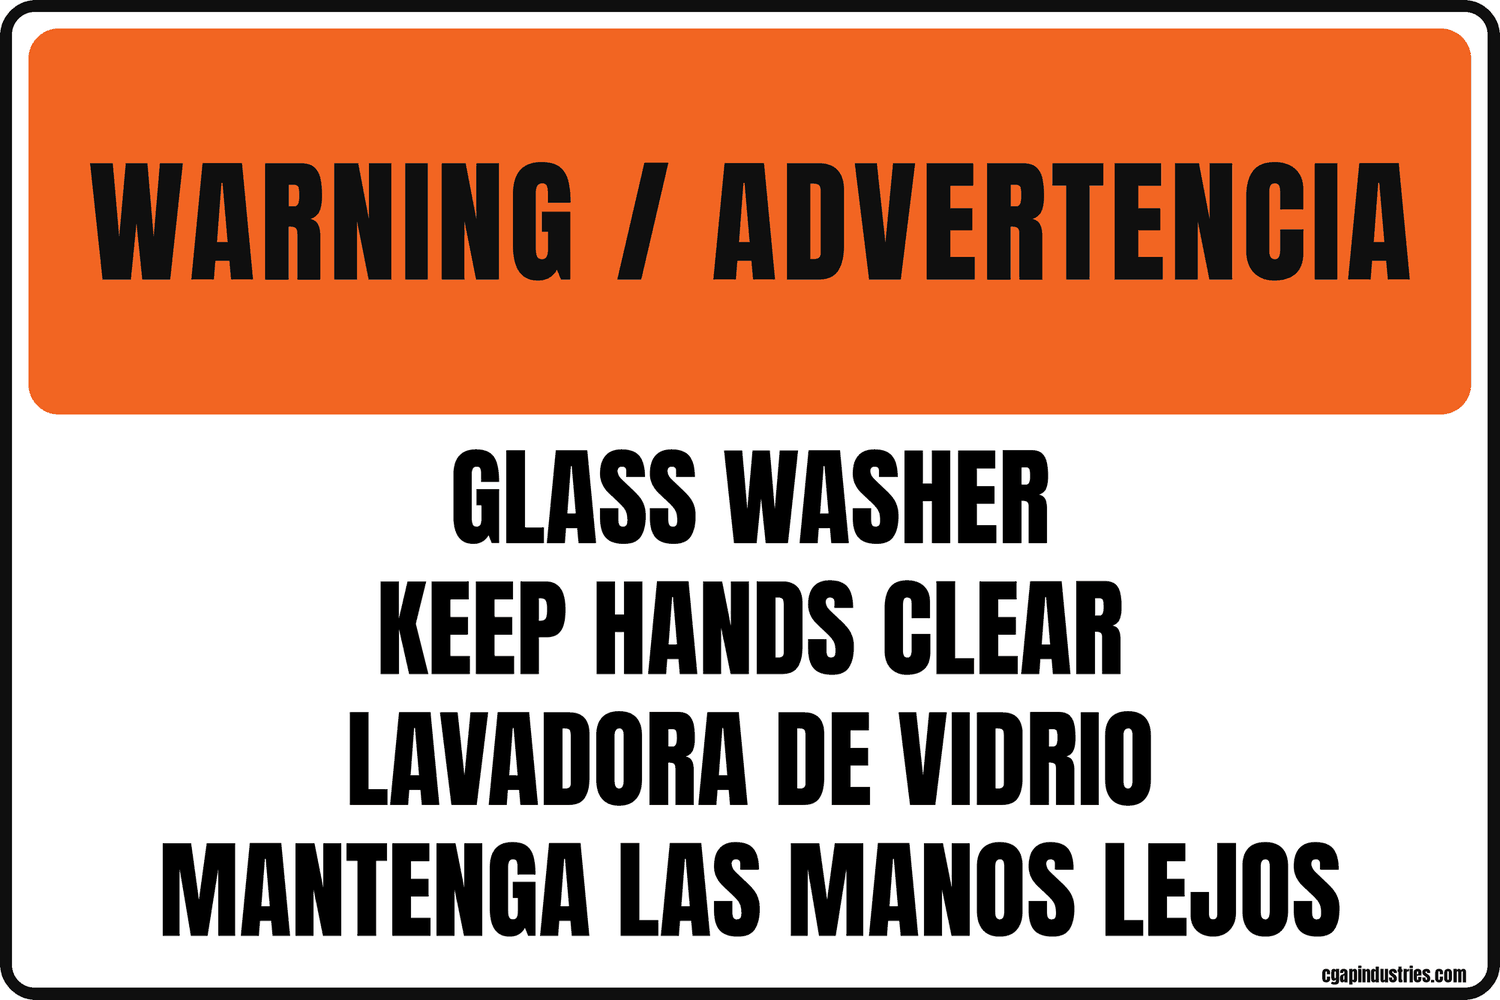 WARNING / ADVERTENCIA
GLASS WASHER
KEEP HANDS CLEAR
LAVADORA DE VIDRIO
MANTENGA LAS MANOS LEJOS
cgapindustries.com